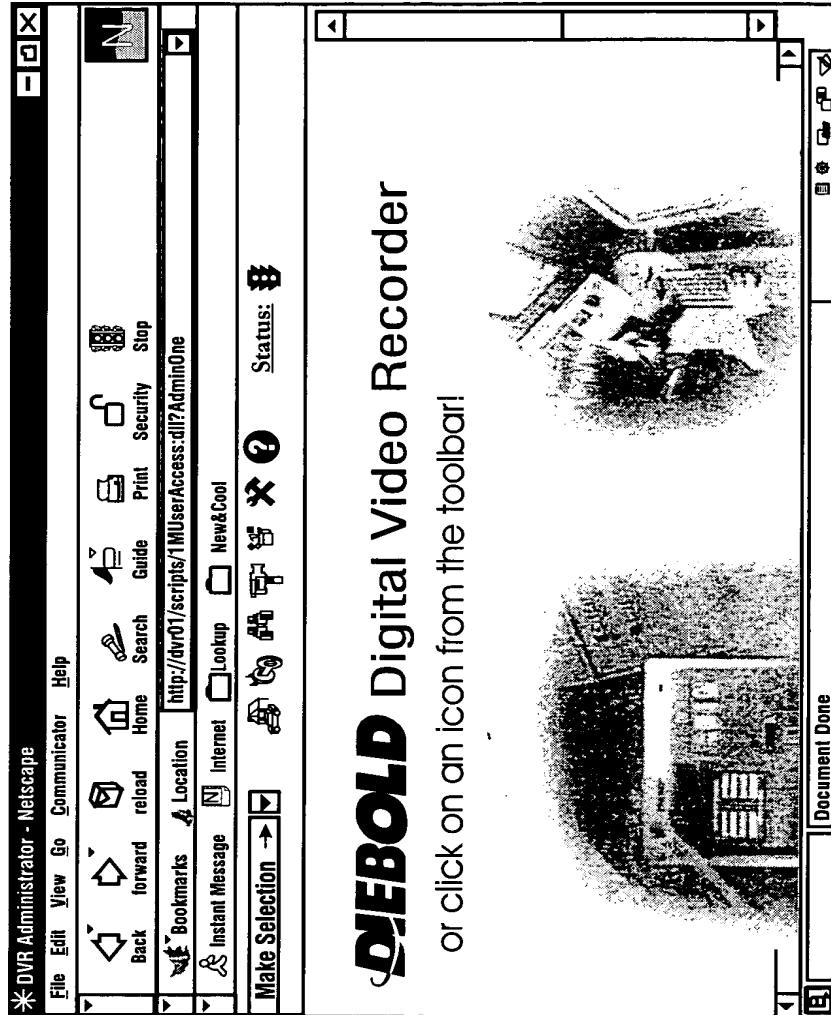 DVR Administrator - Netscape
File Edit View Go Communicator Help
Back forward reload Home Search Guide Print Security Stop
Bookmarks Location http://dvr01/scripts/1MUserAccess:dll?AdminOne
Instant Message Internet Lookup New&Cool
Make Selection → Status:
DIEBOLD Digital Video Recorder
or click on an icon from the toolbar!
Document Done